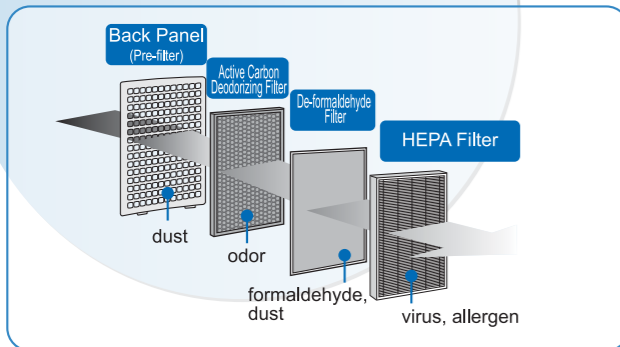 Back Panel
(Pre-filter)
Active Carbon
Deodorizing Filter
De-formaldehyde
Filter
HEPA Filter
dust
odor
formaldehyde,
dust
virus, allergen